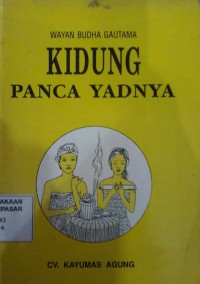 WAYAN BUDHA GAUTAMA
KIDUNG
PANCA YADNYA
CV. KAYUMAS AGUNG